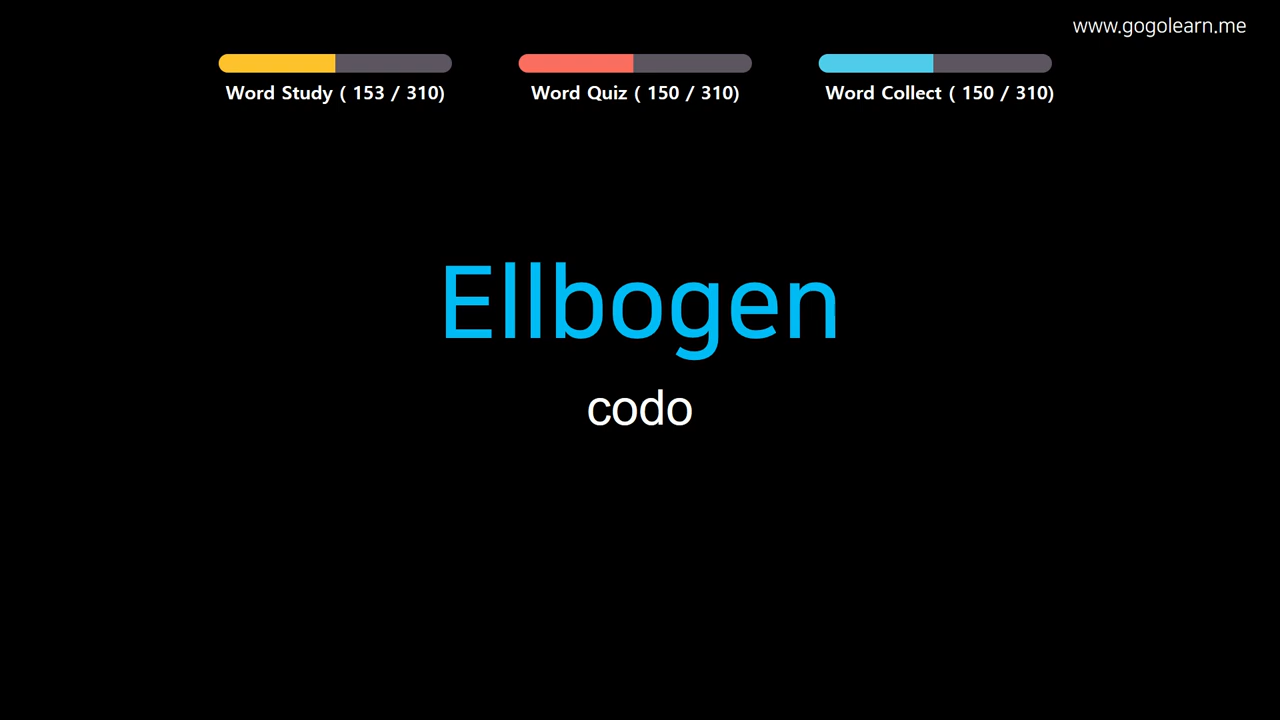 www.gogolearn.me
Word Study ( 153 / 310)
Word Quiz ( 150 / 310)
Word Collect ( 150 / 310)
Ellbogen
codo